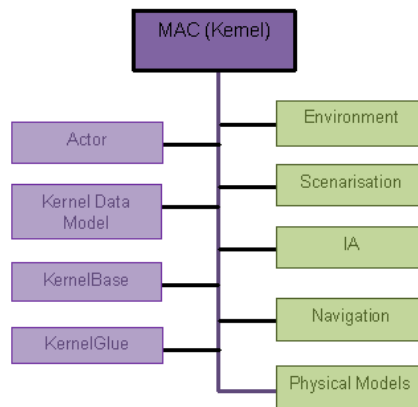 MAC (Kernel)
Actor
Kernel Data
Model
KernelBase
KernelGlue
Environment
Scenarisation
IA
Navigation
Physical Models